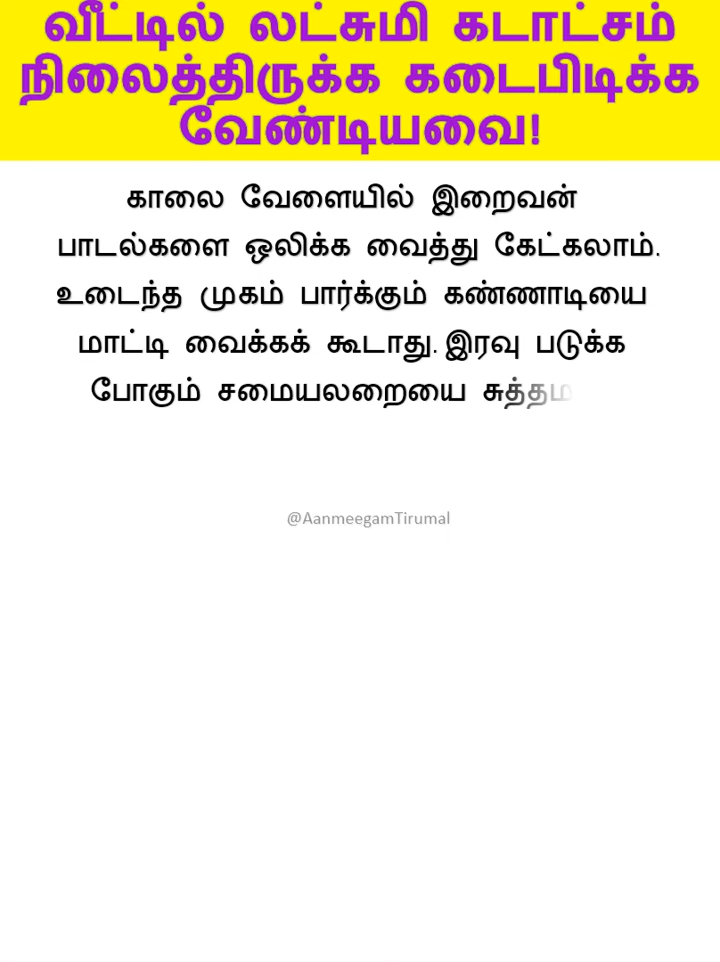 வீட்டில் லட்சுமி கடாட்சம்
நிலைத்திருக்க கடைபிடிக்க
வேண்டியவை!
காலை வேளையில் இறைவன்
பாடல்களை ஒலிக்க வைத்து கேட்கலாம்.
உடைந்த முகம் பார்க்கும் கண்ணாடியை
மாட்டி வைக்கக் கூடாது. இரவு படுக்க
போகும் சமையலறையை சுத்தம
@AanmeegamTirumal